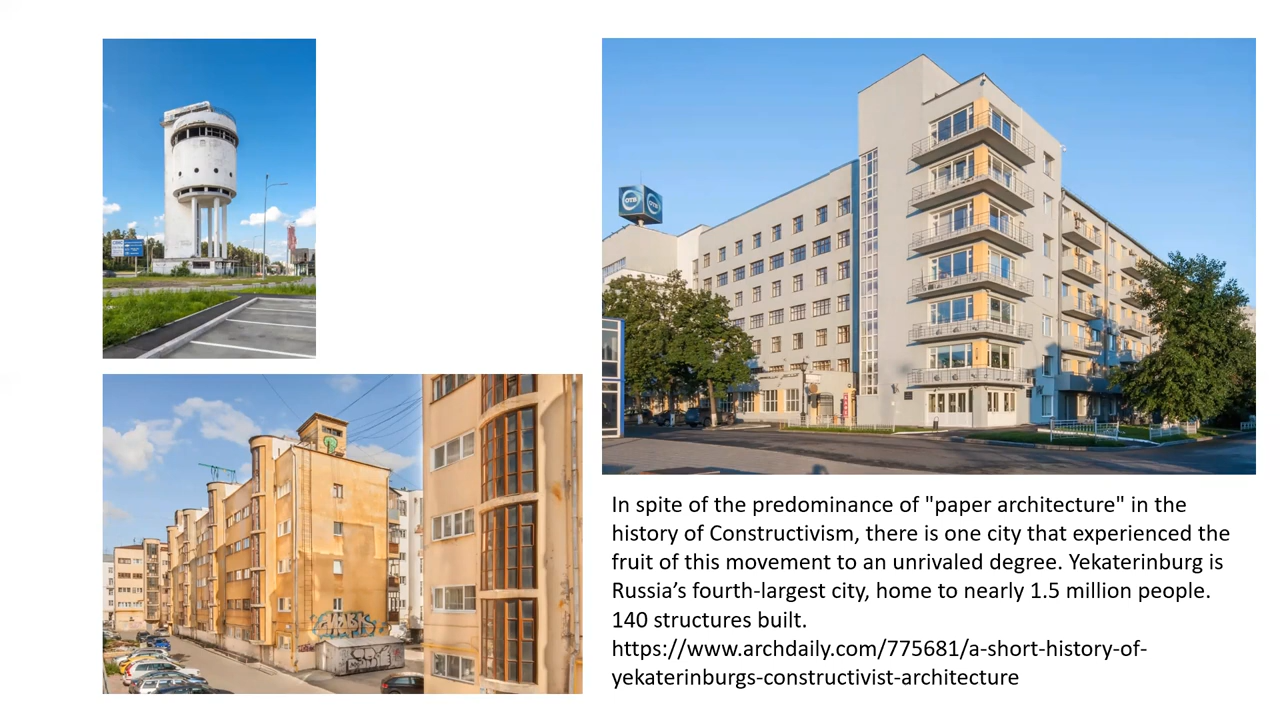 ОТВ
ОТВ
In spite of the predominance of "paper architecture" in the
history of Constructivism, there is one city that experienced the
fruit of this movement to an unrivaled degree. Yekaterinburg is
Russia’s fourth-largest city, home to nearly 1.5 million people.
140 structures built.
https://www.archdaily.com/775681/a-short-history-of-
yekaterinburgs-constructivist-architecture